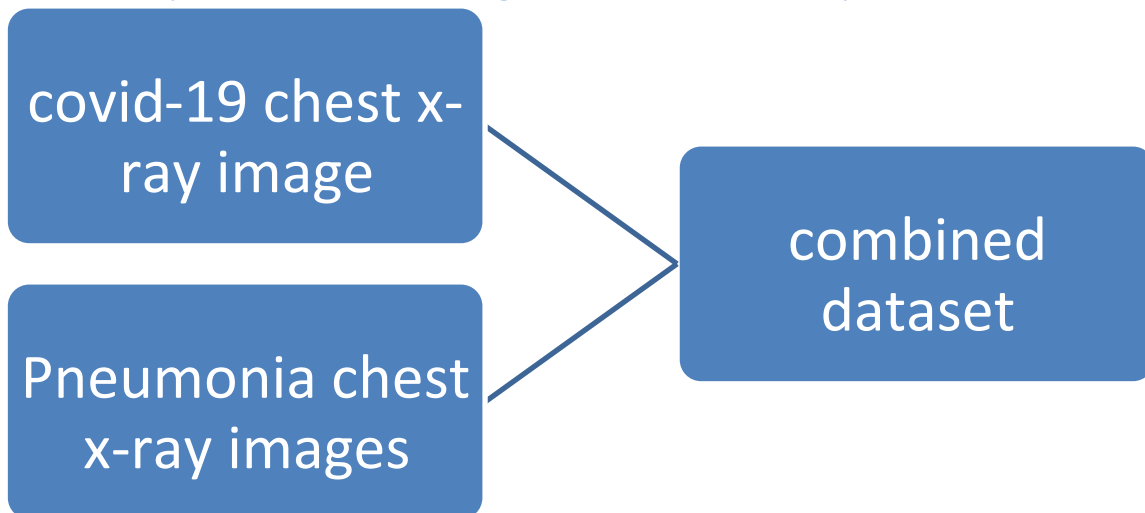 covid-19 chest x-
ray image
Pneumonia chest
x-ray images
combined
dataset